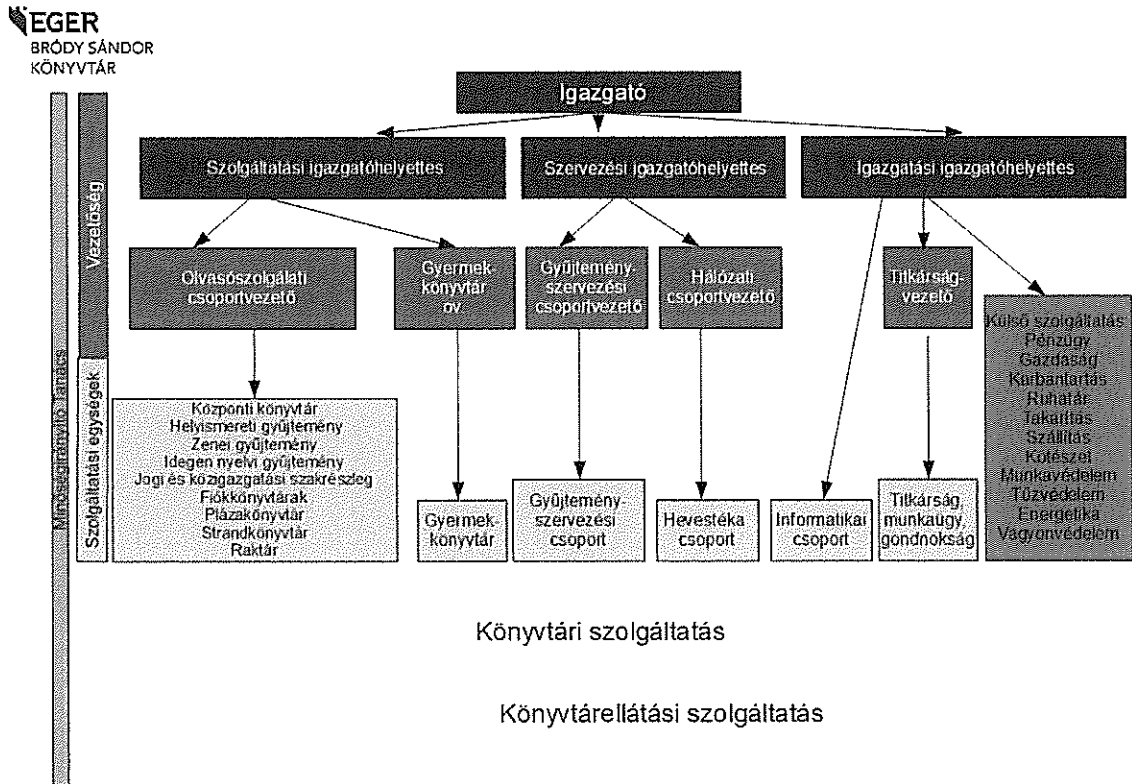 EGER
BRÓDY SÁNDOR
KÖNYVTÁR
Igazgató
Szolgáltatási igazgatóhelyettes
Szervezési igazgatóhelyettes
Igazgatási igazgatóhelyettes
Vezetőség
Olvasószolgálati
csoportvezető
Gyermek-
könyvtár
ov.
Gyűjtemény-
szervezési
csoportvezető
Hálózati
csoportvezető
Titkárság-
vezető
Külső szolgáltatás
Pénzügy
Gazdaság
Karbantartás
Ruhatár
Takarítás
Szállítás
Kötészet
Munkavédelem
Tűzvédelem
Energetika
Vagyonvédelem
Minőségirányító Tanács
Szolgáltatási egységek
Központi könyvtár
Helyismereti gyűjtemény
Zenei gyűjtemény
Idegen nyelvi gyűjtemény
Jogi és közigazgatási szakrészleg
Fiókkönyvtárak
Plázakönyvtár
Strandkönyvtár
Raktár
Gyermek-
könyvtár
Gyűjtemény-
szervezési
csoport
Hevestéka
csoport
Informatikai
csoport
Titkárság,
munkaügy,
gondnokság
Könyvtári szolgáltatás
Könyvtárellátási szolgáltatás